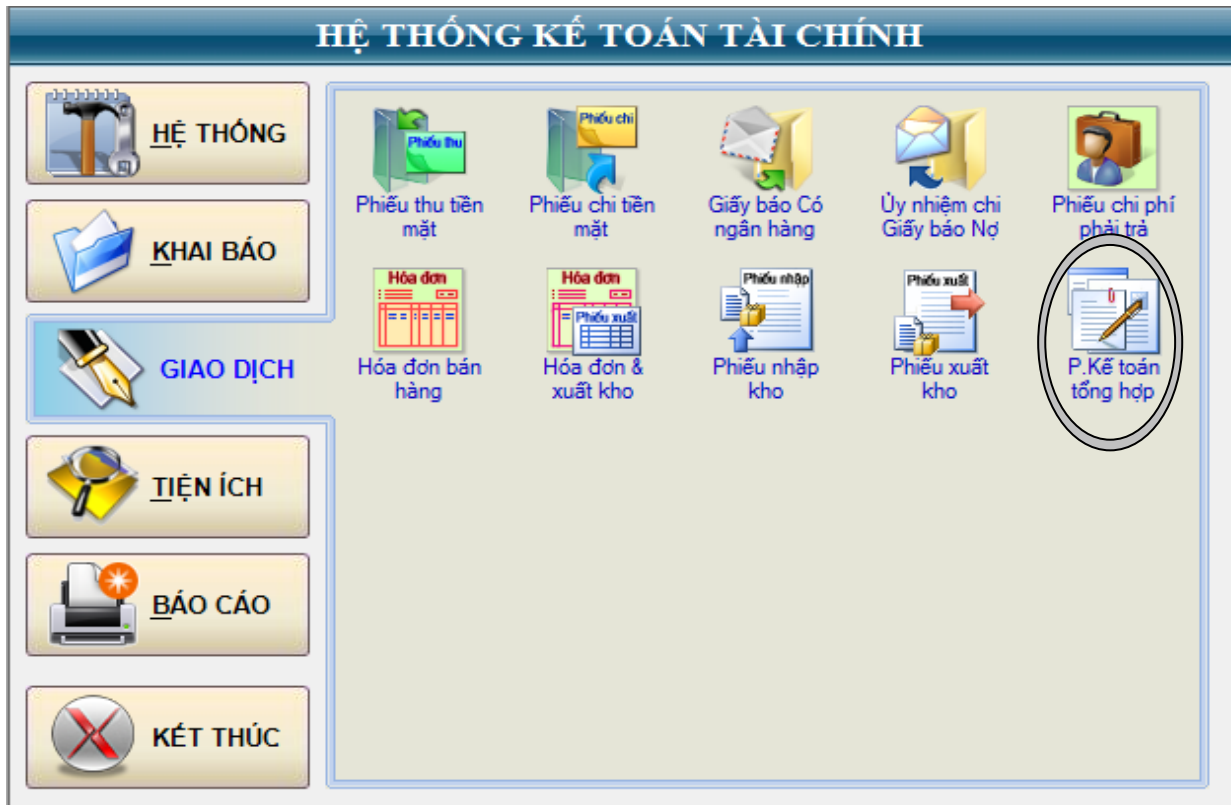 HỆ THỐNG KẾ TOÁN TÀI CHÍNH
HỆ THỐNG
KHAI BÁO
GIAO DỊCH
TIỆN ÍCH
BÁO CÁO
KẾT THÚC
Phiếu thu
Phiếu thu tiền
mặt
Phiếu chi
Phiếu chi tiền
mặt
Giấy báo Có
ngân hàng
Ủy nhiệm chi
Giấy báo Nợ
Phiếu chi phí
phải trả
Hóa đơn
Hóa đơn bán
hàng
Hóa đơn
Phiếu xuất
Hóa đơn &
xuất kho
Phiếu nhập
Phiếu nhập
kho
Phiếu xuất
Phiếu xuất
kho
P.Kế toán
tổng hợp